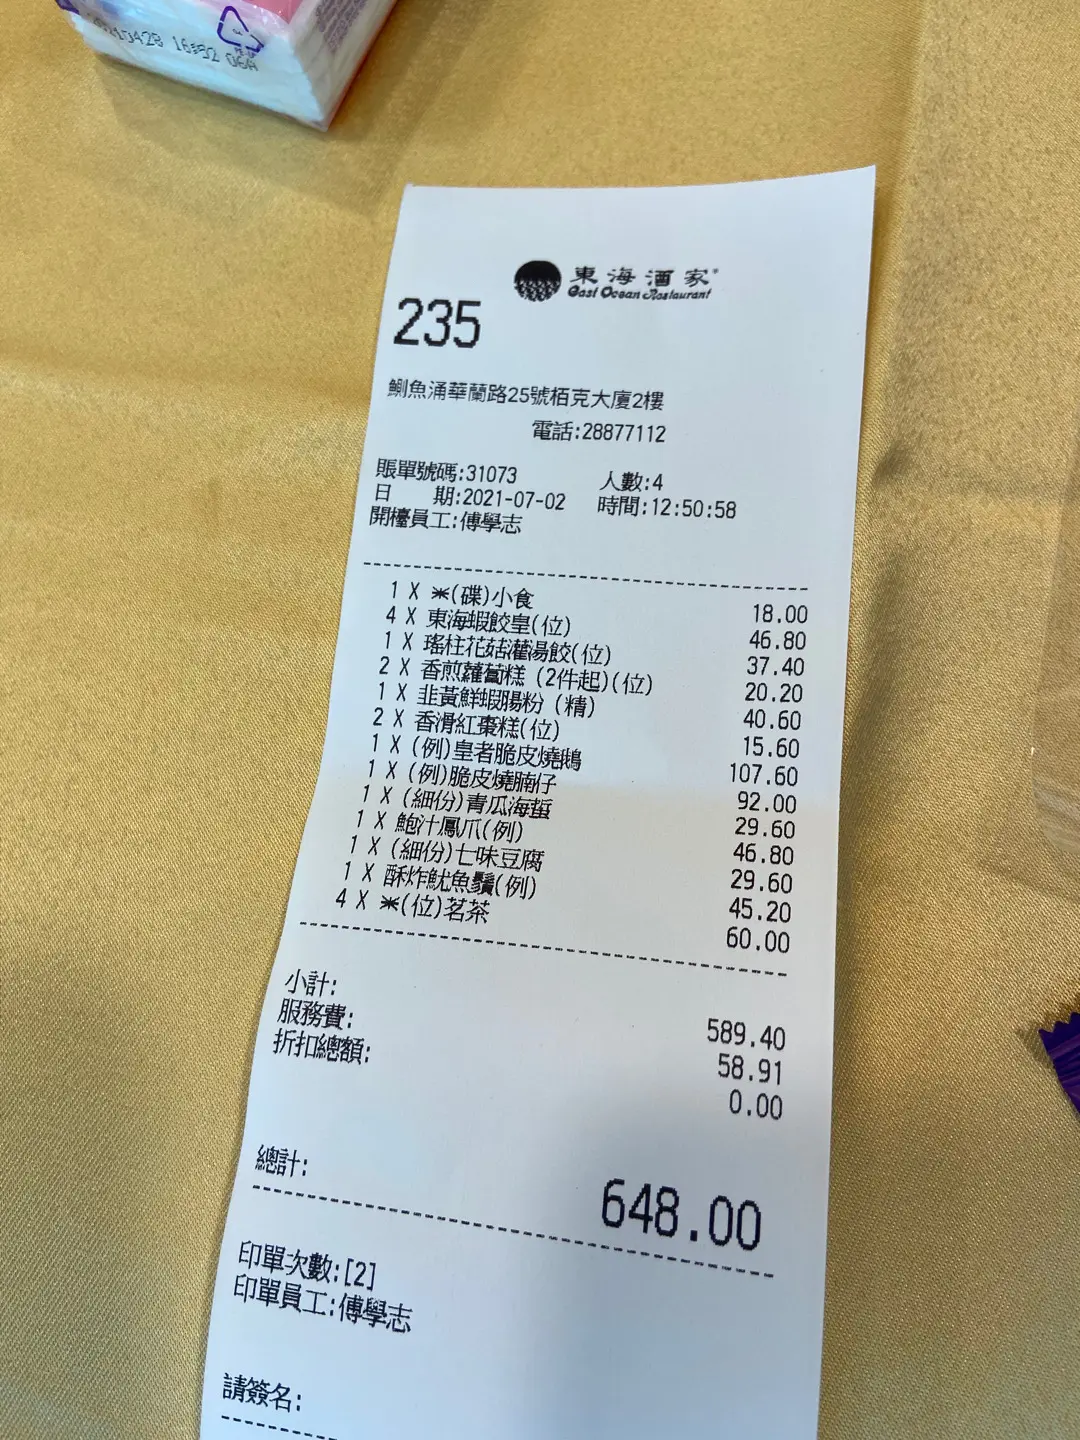 20210428 16:52 06A
東海酒家®
East Ocean Restaurant
235
鰂魚涌華蘭路25號栢克大廈2樓
電話:28877112
賬單號碼:31073 人數:4
日 期:2021-07-02 時間:12:50:58
開檯員工:傅學志
1 X ✳(碟)小食 18.00
4 X 東海蝦餃皇(位) 46.80
1 X 瑤柱花菇灌湯餃(位) 37.40
2 X 香煎蘿蔔糕 (2件起)(位) 20.20
1 X 韭黃鮮蝦腸粉 (精) 40.60
2 X 香滑紅棗糕(位) 15.60
1 X (例)皇者脆皮燒鵝 107.60
1 X (例)脆皮燒腩仔 92.00
1 X (細份)青瓜海蜇 29.60
1 X 鮑汁鳳爪(例) 46.80
1 X (細份)七味豆腐 29.60
1 X 酥炸魷魚鬚(例) 45.20
4 X ✳(位)茗茶 60.00
小計: 589.40
服務費: 58.91
折扣總額: 0.00
總計: 648.00
印單次數:[2]
印單員工:傅學志
請簽名: